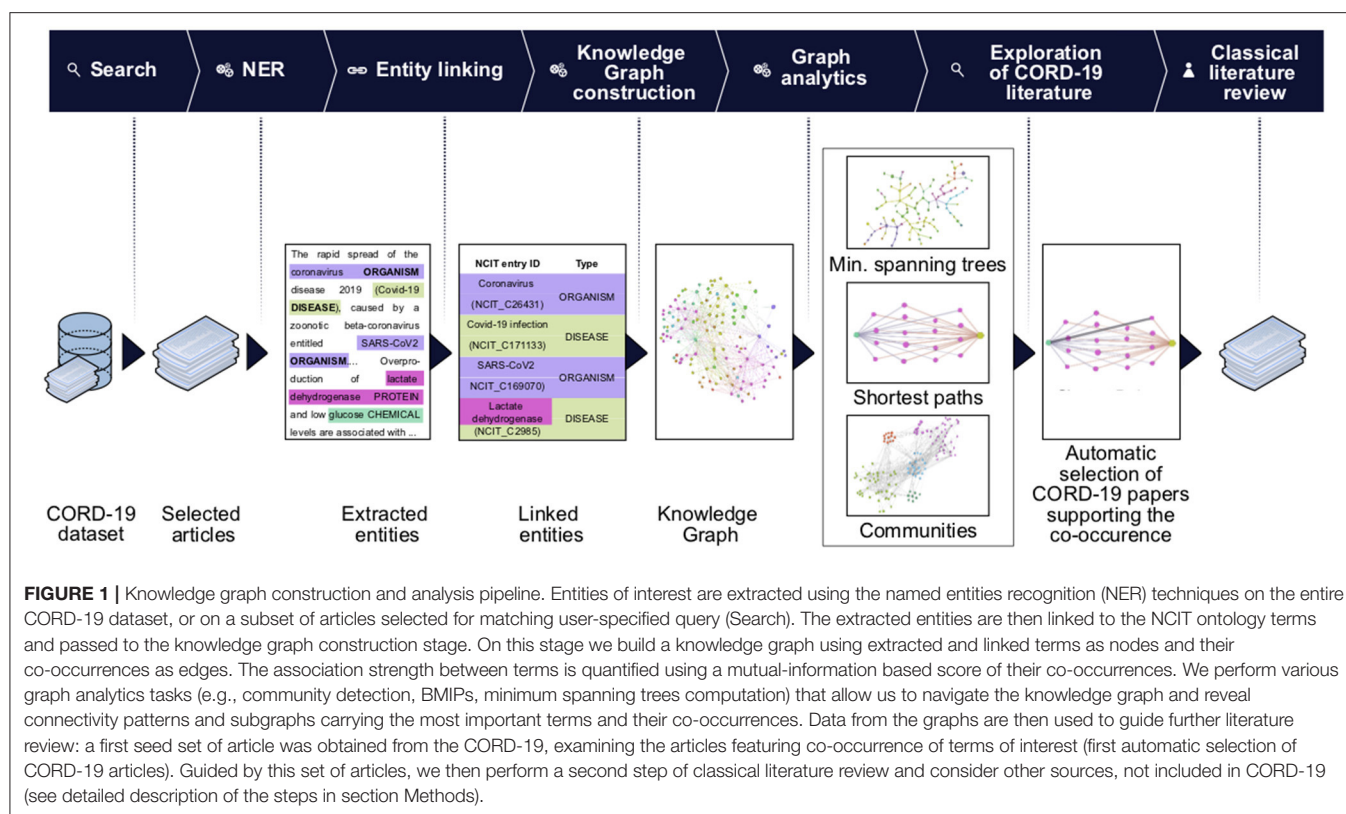 Search
NER
Entity linking
Knowledge
Graph
construction
Graph
analytics
Exploration
of CORD-19
literature
Classical
literature
review
The rapid spread of the
coronavirus ORGANISM
disease 2019 (Covid-19
DISEASE), caused by a
zoonotic beta-coronavirus
entitled SARS-CoV2
ORGANISM.... Overpro-
duction of lactate
dehydrogenase PROTEIN
and low glucose CHEMICAL
levels are associated with ...
NCIT entry ID Type
Coronavirus
(NCIT_C26431)
ORGANISM
Covid-19 infection
(NCIT_C171133)
DISEASE
SARS-CoV2
NCIT_C169070)
ORGANISM
Lactate
dehydrogenase
(NCIT_C2985)
DISEASE
Min. spanning trees
Shortest paths
Communities
CORD-19
dataset
Selected
articles
Extracted
entities
Linked
entities
Knowledge
Graph
Automatic
selection of
CORD-19 papers
supporting the
co-occurence
FIGURE 1 | Knowledge graph construction and analysis pipeline. Entities of interest are extracted using the named entities recognition (NER) techniques on the entire
CORD-19 dataset, or on a subset of articles selected for matching user-specified query (Search). The extracted entities are then linked to the NCIT ontology terms
and passed to the knowledge graph construction stage. On this stage we build a knowledge graph using extracted and linked terms as nodes and their
co-occurrences as edges. The association strength between terms is quantified using a mutual-information based score of their co-occurrences. We perform various
graph analytics tasks (e.g., community detection, BMIPs, minimum spanning trees computation) that allow us to navigate the knowledge graph and reveal
connectivity patterns and subgraphs carrying the most important terms and their co-occurrences. Data from the graphs are then used to guide further literature
review: a first seed set of article was obtained from the CORD-19, examining the articles featuring co-occurrence of terms of interest (first automatic selection of
CORD-19 articles). Guided by this set of articles, we then perform a second step of classical literature review and consider other sources, not included in CORD-19
(see detailed description of the steps in section Methods).